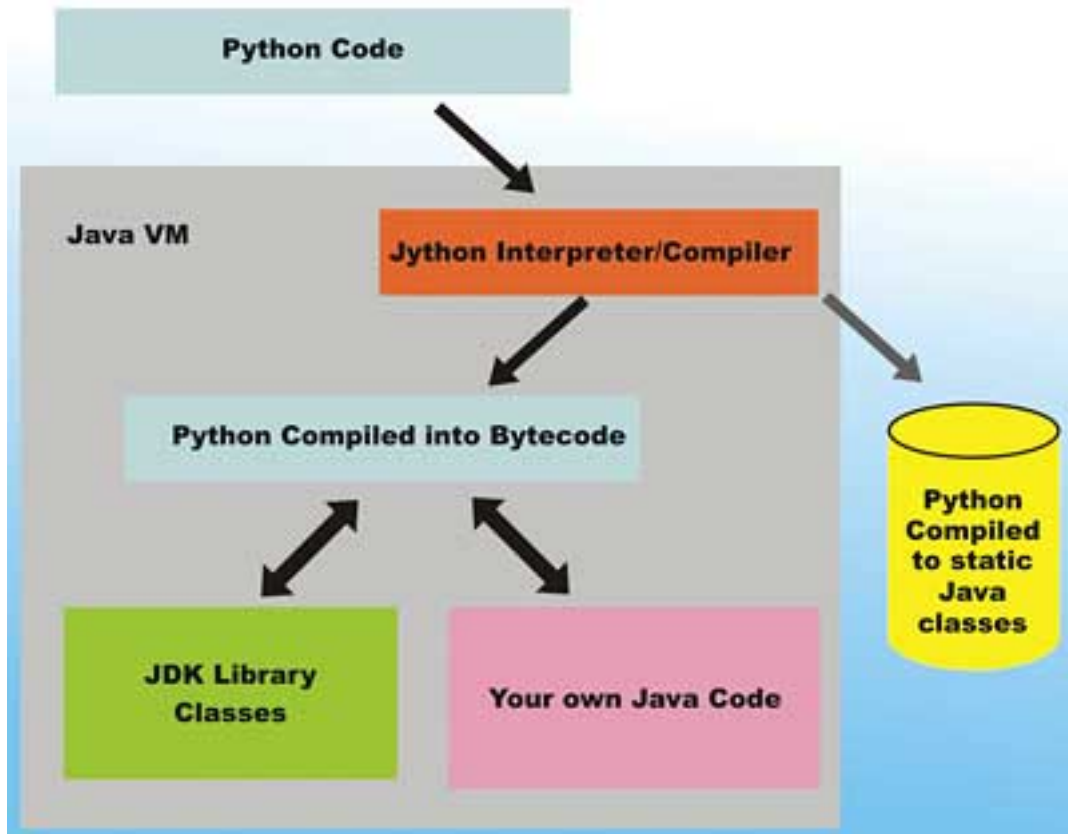 Python Code
Java VM
Jython Interpreter/Compiler
Python Compiled into Bytecode
Python
Compiled
to static
Java
classes
JDK Library
Classes
Your own Java Code